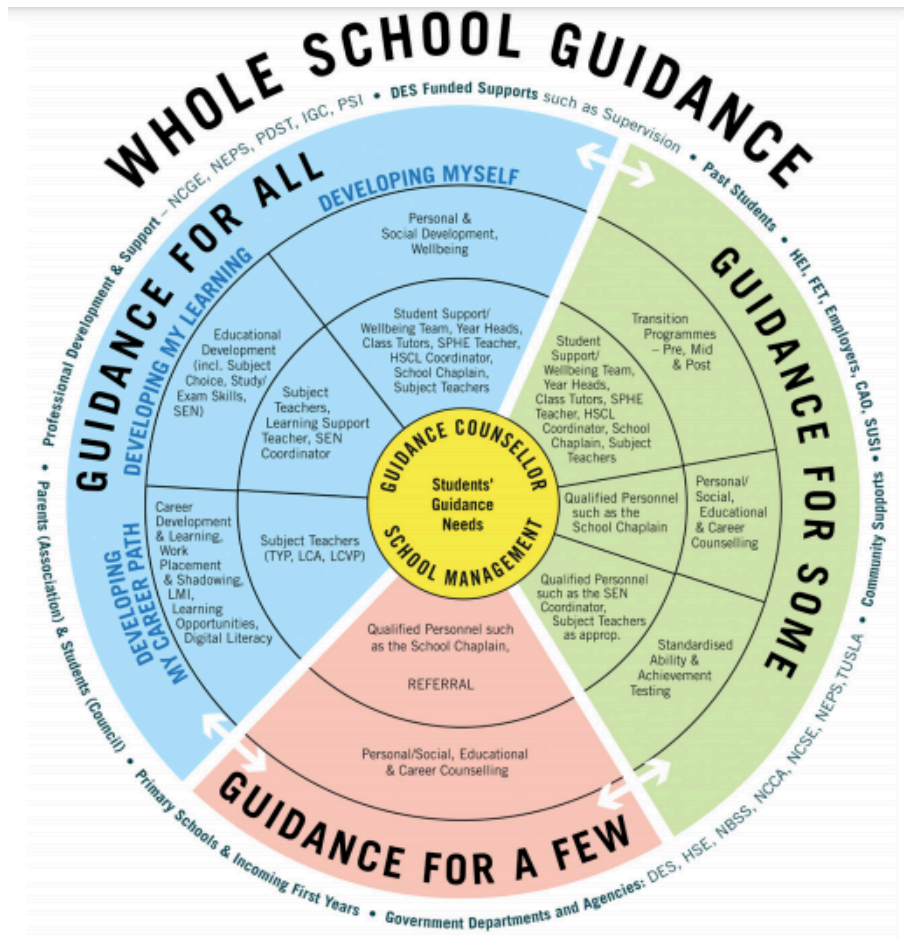 WHOLE SCHOOL GUIDANCE
Professional Development & Support – NCGE, NEPS, PDST, IGC, PSI • DES Funded Supports such as Supervision • Past Students • HEI, FET, Employers, CAO, SUSI • Community Supports •
Parents (Association) & Students (Council) • Primary Schools & Incoming First Years • Government Departments and Agencies: DES, HSE, NBSS, NCCA, NCSE, NEPS, TUSLA •
GUIDANCE FOR ALL
DEVELOPING MYSELF
Personal &
Social Development,
Wellbeing
Student Support/
Wellbeing Team, Year Heads,
Class Tutors, SPHE Teacher,
HSCL Coordinator,
School Chaplain,
Subject Teachers
DEVELOPING MY LEARNING
Educational
Development
(incl. Subject
Choice, Study/
Exam Skills,
SEN)
Subject
Teachers,
Learning Support
Teacher, SEN
Coordinator
DEVELOPING
MY CAREER PATH
Career
Development
& Learning,
Work
Placement
& Shadowing,
LMI,
Learning
Opportunities,
Digital Literacy
Subject Teachers
(TYP, LCA, LCVP)
GUIDANCE COUNSELLOR
Students'
Guidance
Needs
SCHOOL MANAGEMENT
GUIDANCE FOR SOME
Transition
Programmes
– Pre, Mid
& Post
Student
Support/
Wellbeing Team,
Year Heads,
Class Tutors, SPHE
Teacher, HSCL
Coordinator, School
Chaplain, Subject
Teachers
Personal/
Social,
Educational
& Career
Counselling
Qualified Personnel
such as the
School Chaplain
Qualified Personnel
such as the SEN
Coordinator,
Subject Teachers
as approp.
Standardised
Ability &
Achievement
Testing
Qualified Personnel such
as the School Chaplain,
REFERRAL
Personal/Social, Educational
& Career Counselling
GUIDANCE FOR A FEW